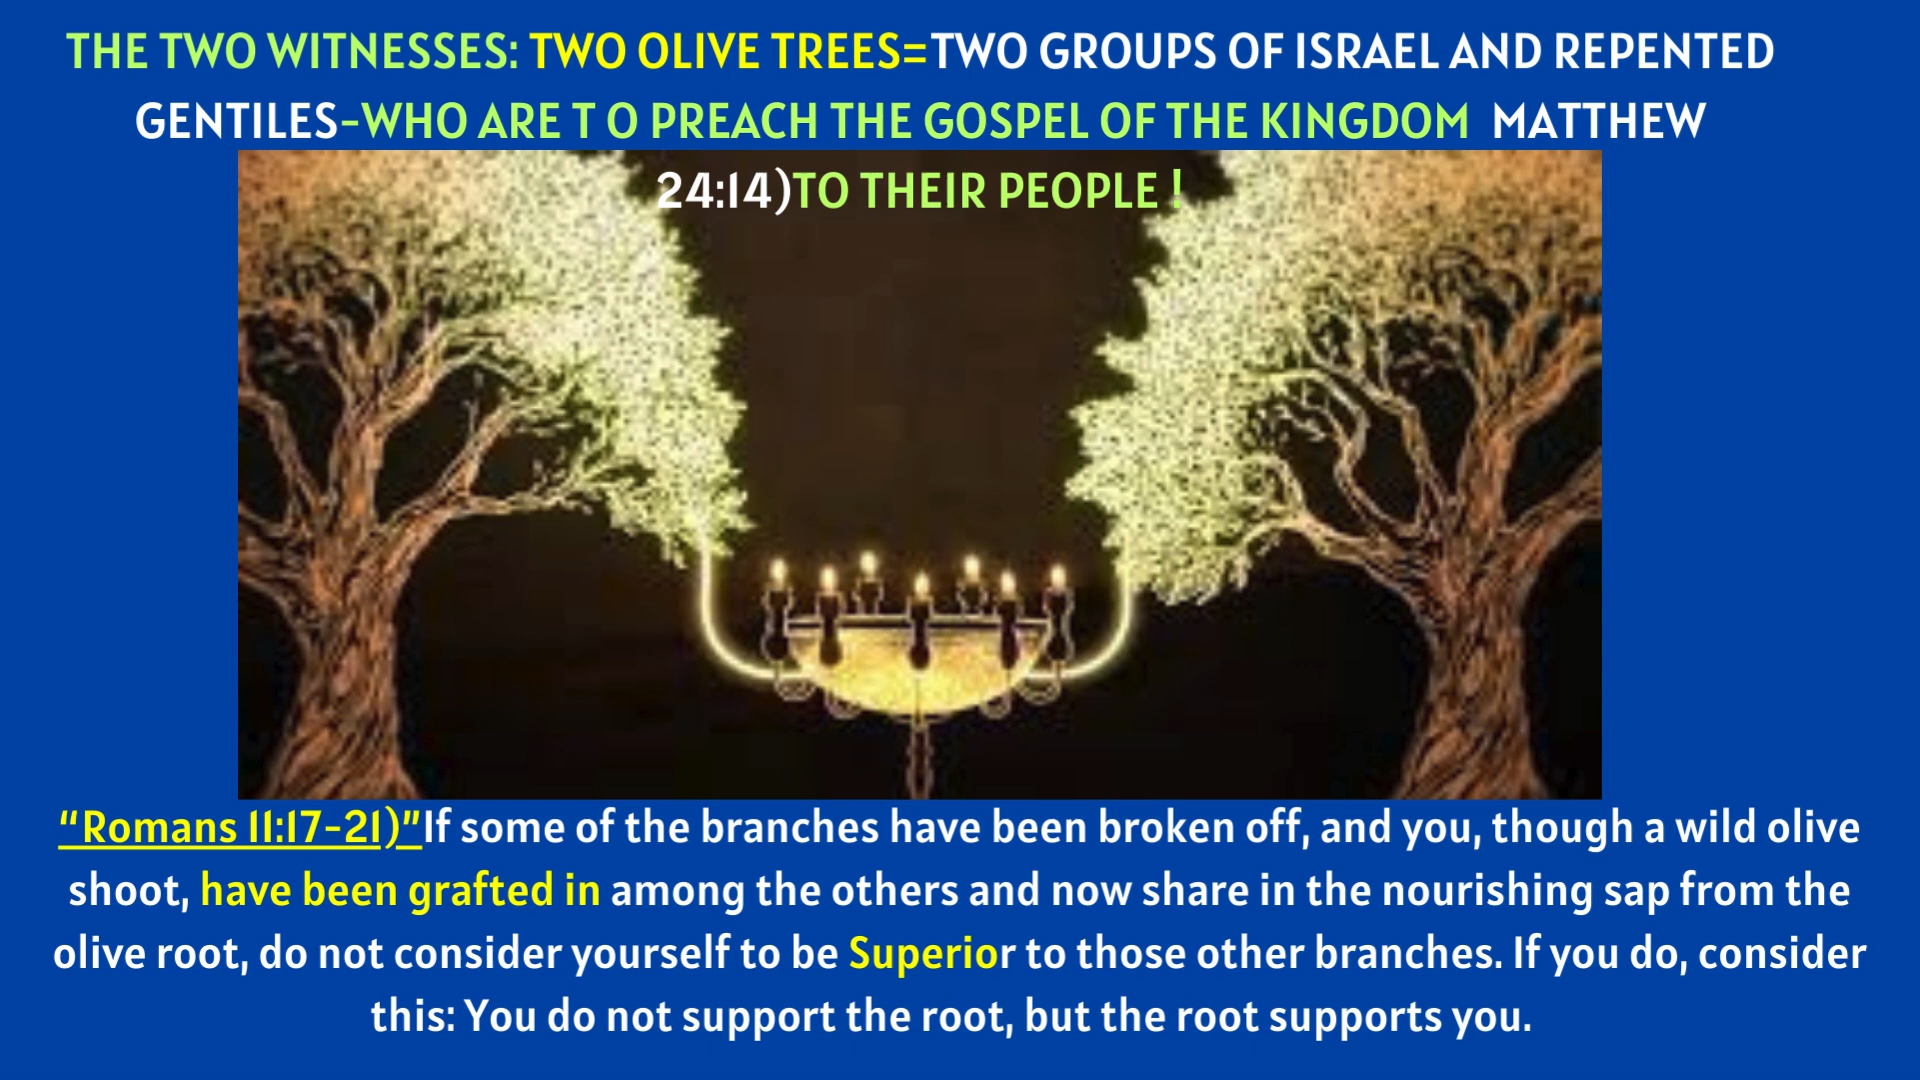 THE TWO WITNESSES: TWO OLIVE TREES=TWO GROUPS OF ISRAEL AND REPENTED
GENTILES-WHO ARE T O PREACH THE GOSPEL OF THE KINGDOM MATTHEW
24:14)TO THEIR PEOPLE !
“Romans 11:17-21)”If some of the branches have been broken off, and you, though a wild olive
shoot, have been grafted in among the others and now share in the nourishing sap from the
olive root, do not consider yourself to be Superior to those other branches. If you do, consider
this: You do not support the root, but the root supports you.